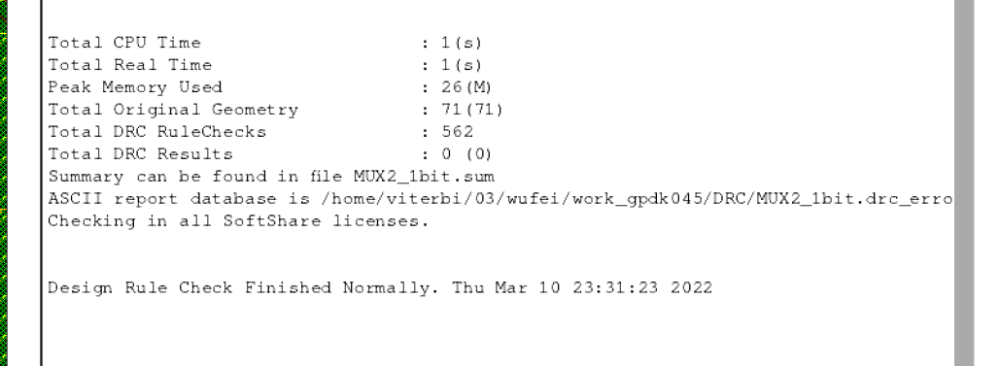 Total CPU Time : 1(s)
Total Real Time : 1(s)
Peak Memory Used : 26(M)
Total Original Geometry : 71(71)
Total DRC RuleChecks : 562
Total DRC Results : 0 (0)
Summary can be found in file MUX2_1bit.sum
ASCII report database is /home/viterbi/03/wufei/work_gpdk045/DRC/MUX2_1bit.drc_erro
Checking in all SoftShare licenses.
Design Rule Check Finished Normally. Thu Mar 10 23:31:23 2022